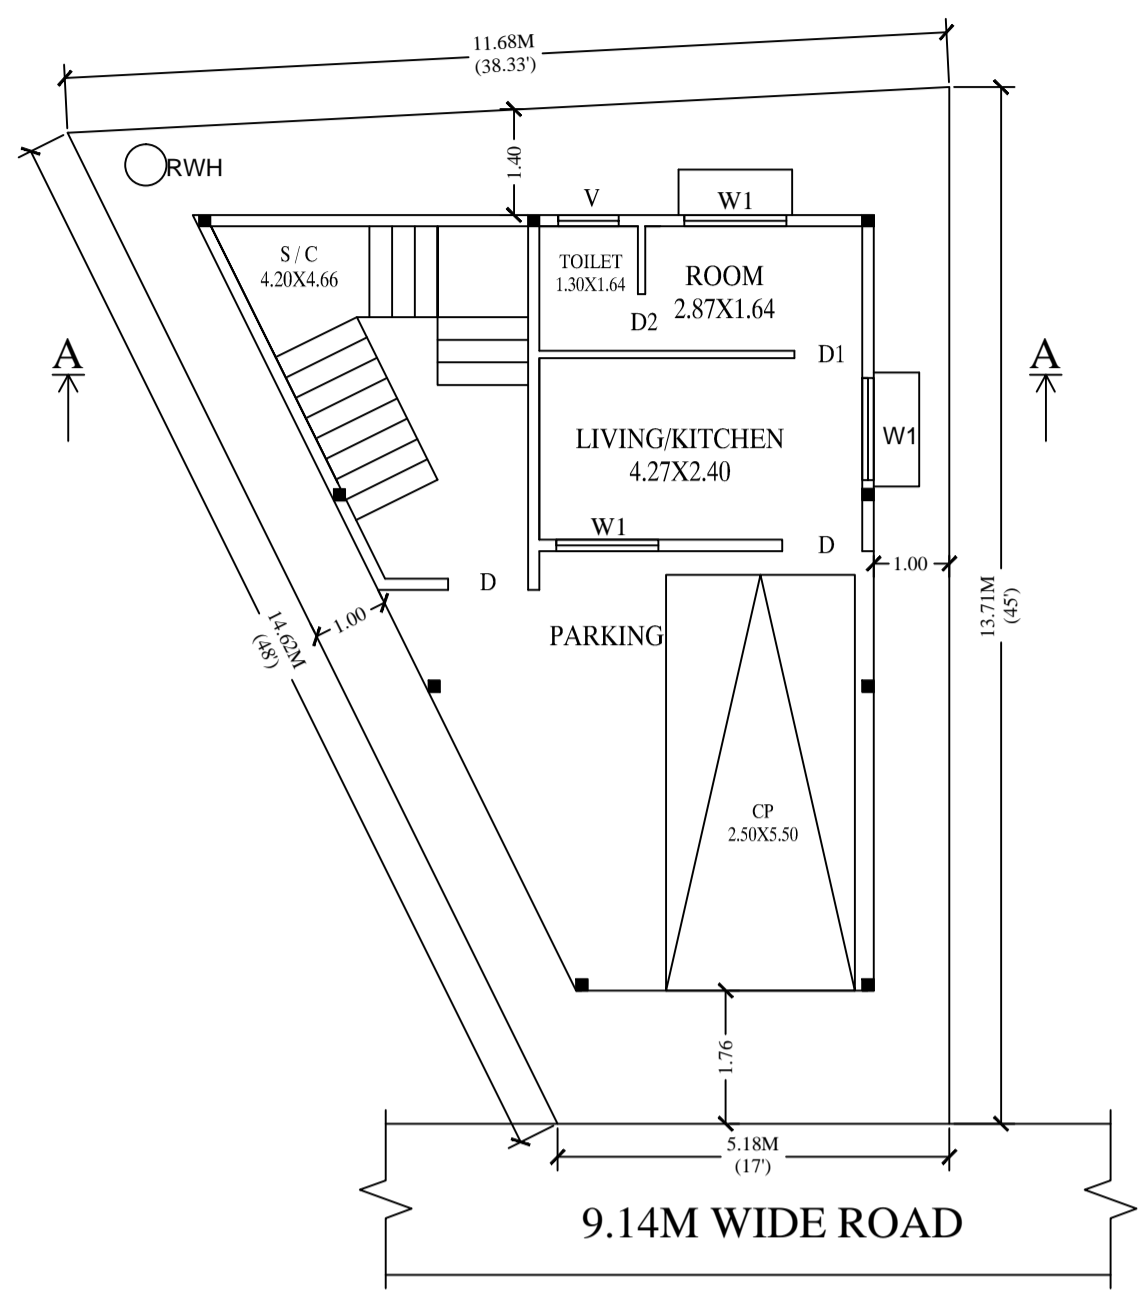 11.68M
(38.33')
1.40
RWH
V
W1
S / C
4.20X4.66
TOILET
1.30X1.64
ROOM
2.87X1.64
D2
D1
A
A
W1
LIVING/KITCHEN
4.27X2.40
W1
D
D
1.00
1.00
14.62M
(48')
13.71M
(45')
PARKING
CP
2.50X5.50
1.76
5.18M
(17')
9.14M WIDE ROAD